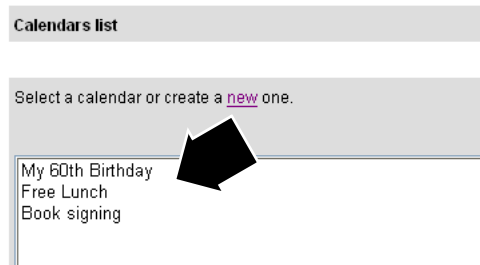 Calendars list
Select a calendar or create a new one.
My 60th Birthday
Free Lunch
Book signing